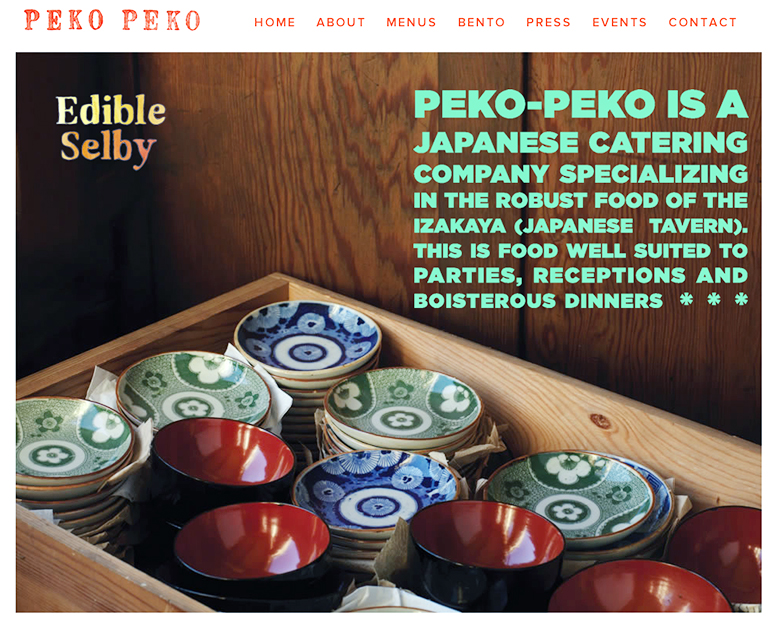 PEKO PEKO
HOME ABOUT MENUS BENTO PRESS EVENTS CONTACT
Edible
Selby
PEKO-PEKO IS A
JAPANESE CATERING
COMPANY SPECIALIZING
IN THE ROBUST FOOD OF THE
IZAKAYA (JAPANESE TAVERN).
THIS IS FOOD WELL SUITED TO
PARTIES, RECEPTIONS AND
BOISTEROUS DINNERS * * *